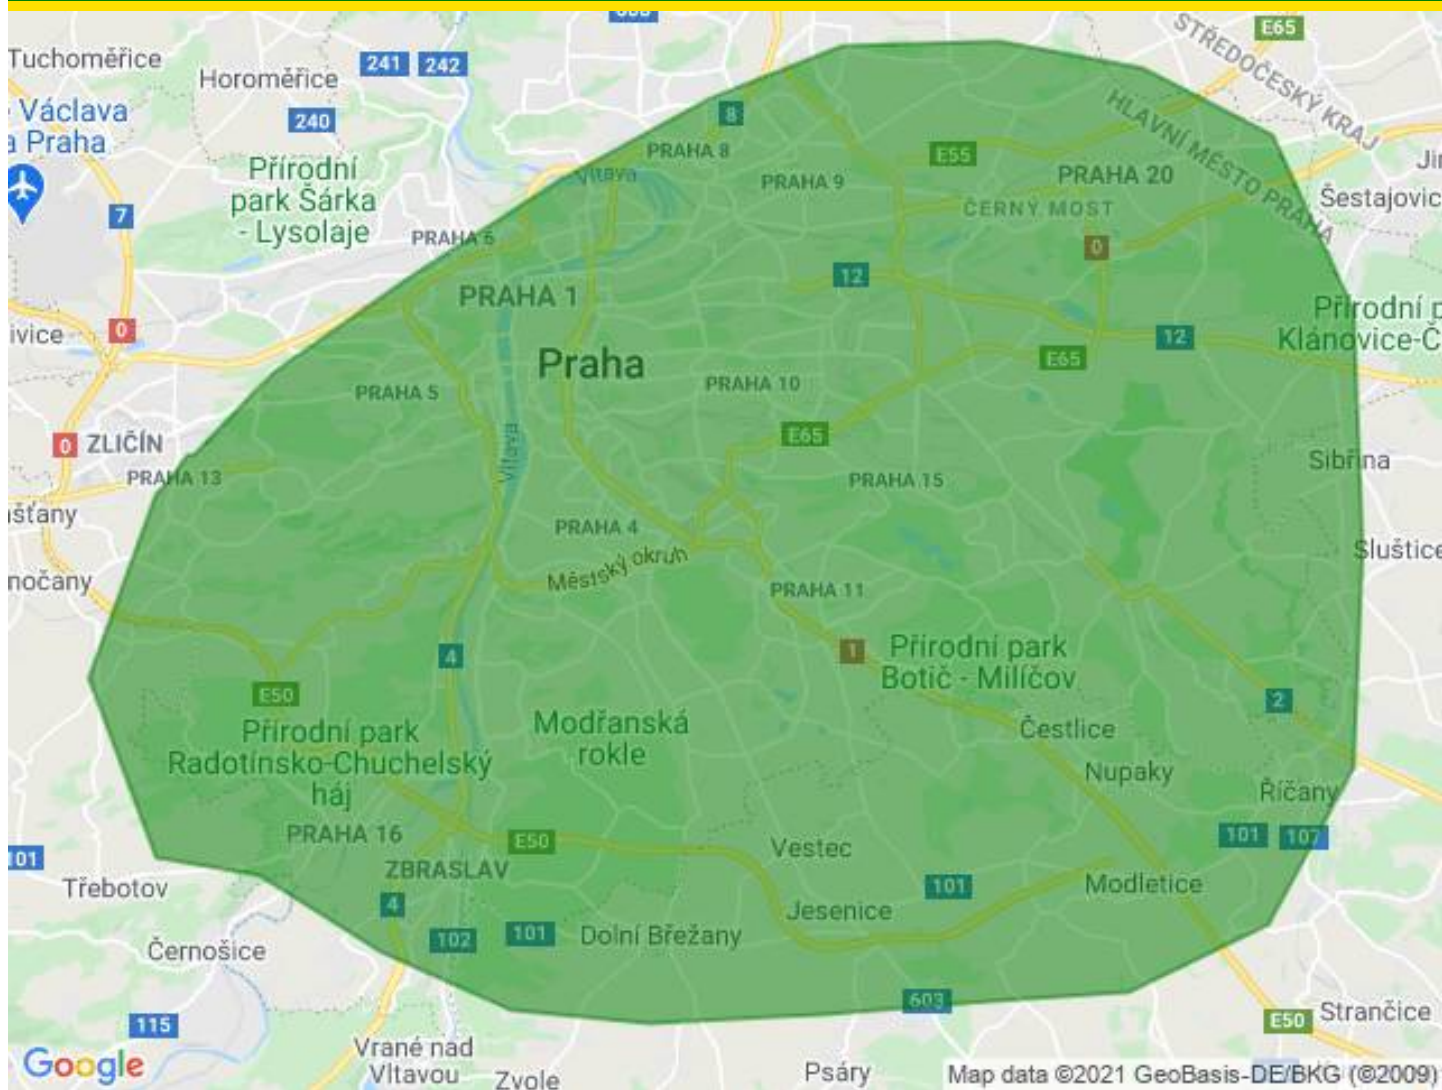 E65
STŘEDOČESKÝ KRAJ
Tuchoměřice
241
242
Horoměřice
HLAVNÍ MĚSTO PRAHA
Václava
a Praha
240
8
PRAHA 8
E55
Přírodní
park Šárka
- Lysolaje
Vltava
PRAHA 9
PRAHA 20
Šestajovic
7
ČERNÝ MOST
PRAHA 6
0
12
PRAHA 1
Přírodní p
Klánovice-Č
ivice
0
12
Praha
E65
PRAHA 5
PRAHA 10
0
ZLIČÍN
E65
Vltava
Sibřina
PRAHA 13
PRAHA 15
ašťany
PRAHA 4
Městský okruh
Sluštice
nočany
PRAHA 11
4
1
Přírodní park
Botič - Milíčov
E50
2
Přírodní park
Radotínsko-Chuchelský
háj
Modřanská
rokle
Čestlice
Nupaky
Říčany
PRAHA 16
E50
101
107
Vestec
101
ZBRASLAV
Třebotov
101
Modletice
4
Jesenice
102
101
Dolní Břežany
Černošice
603
115
Strančice
E50
Vrané nad
Vltavou
Zvole
Psáry
Google
Map data ©2021 GeoBasis-DE/BKG (©2009)